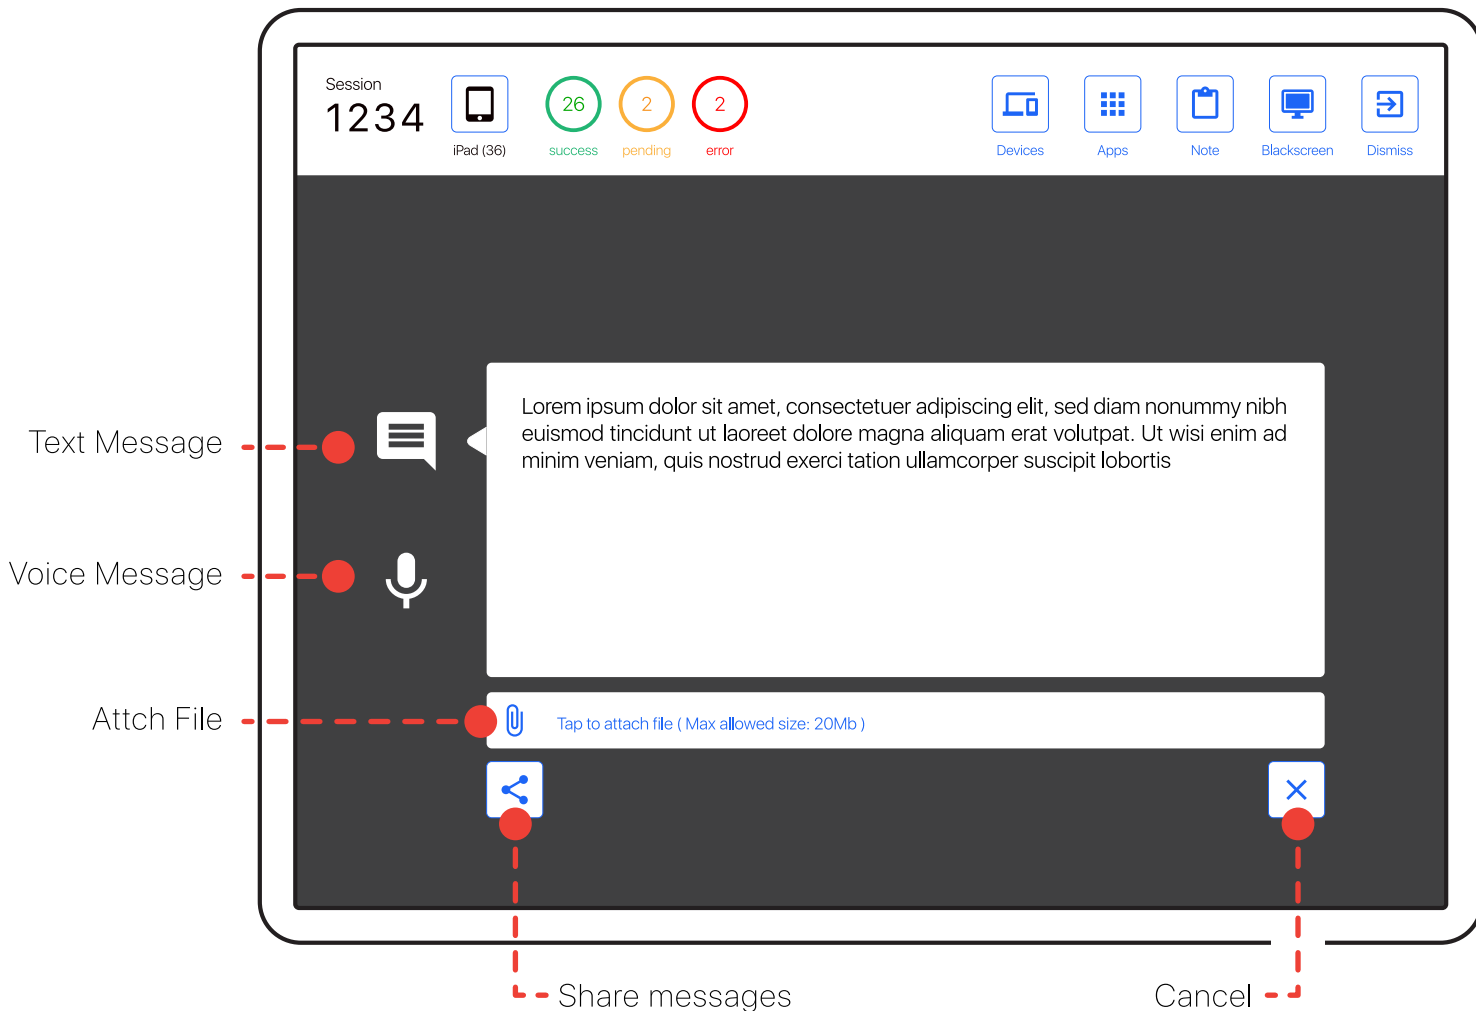 Session
1234
iPad (36)
26
success
2
pending
2
error
Devices
Apps
Note
Blackscreen
Dismiss
Text Message
Lorem ipsum dolor sit amet, consectetuer adipiscing elit, sed diam nonummy nibh
euismod tincidunt ut laoreet dolore magna aliquam erat volutpat. Ut wisi enim ad
minim veniam, quis nostrud exerci tation ullamcorper suscipit lobortis
Voice Message
Attch File
Tap to attach file ( Max allowed size: 20Mb )
Share messages
Cancel